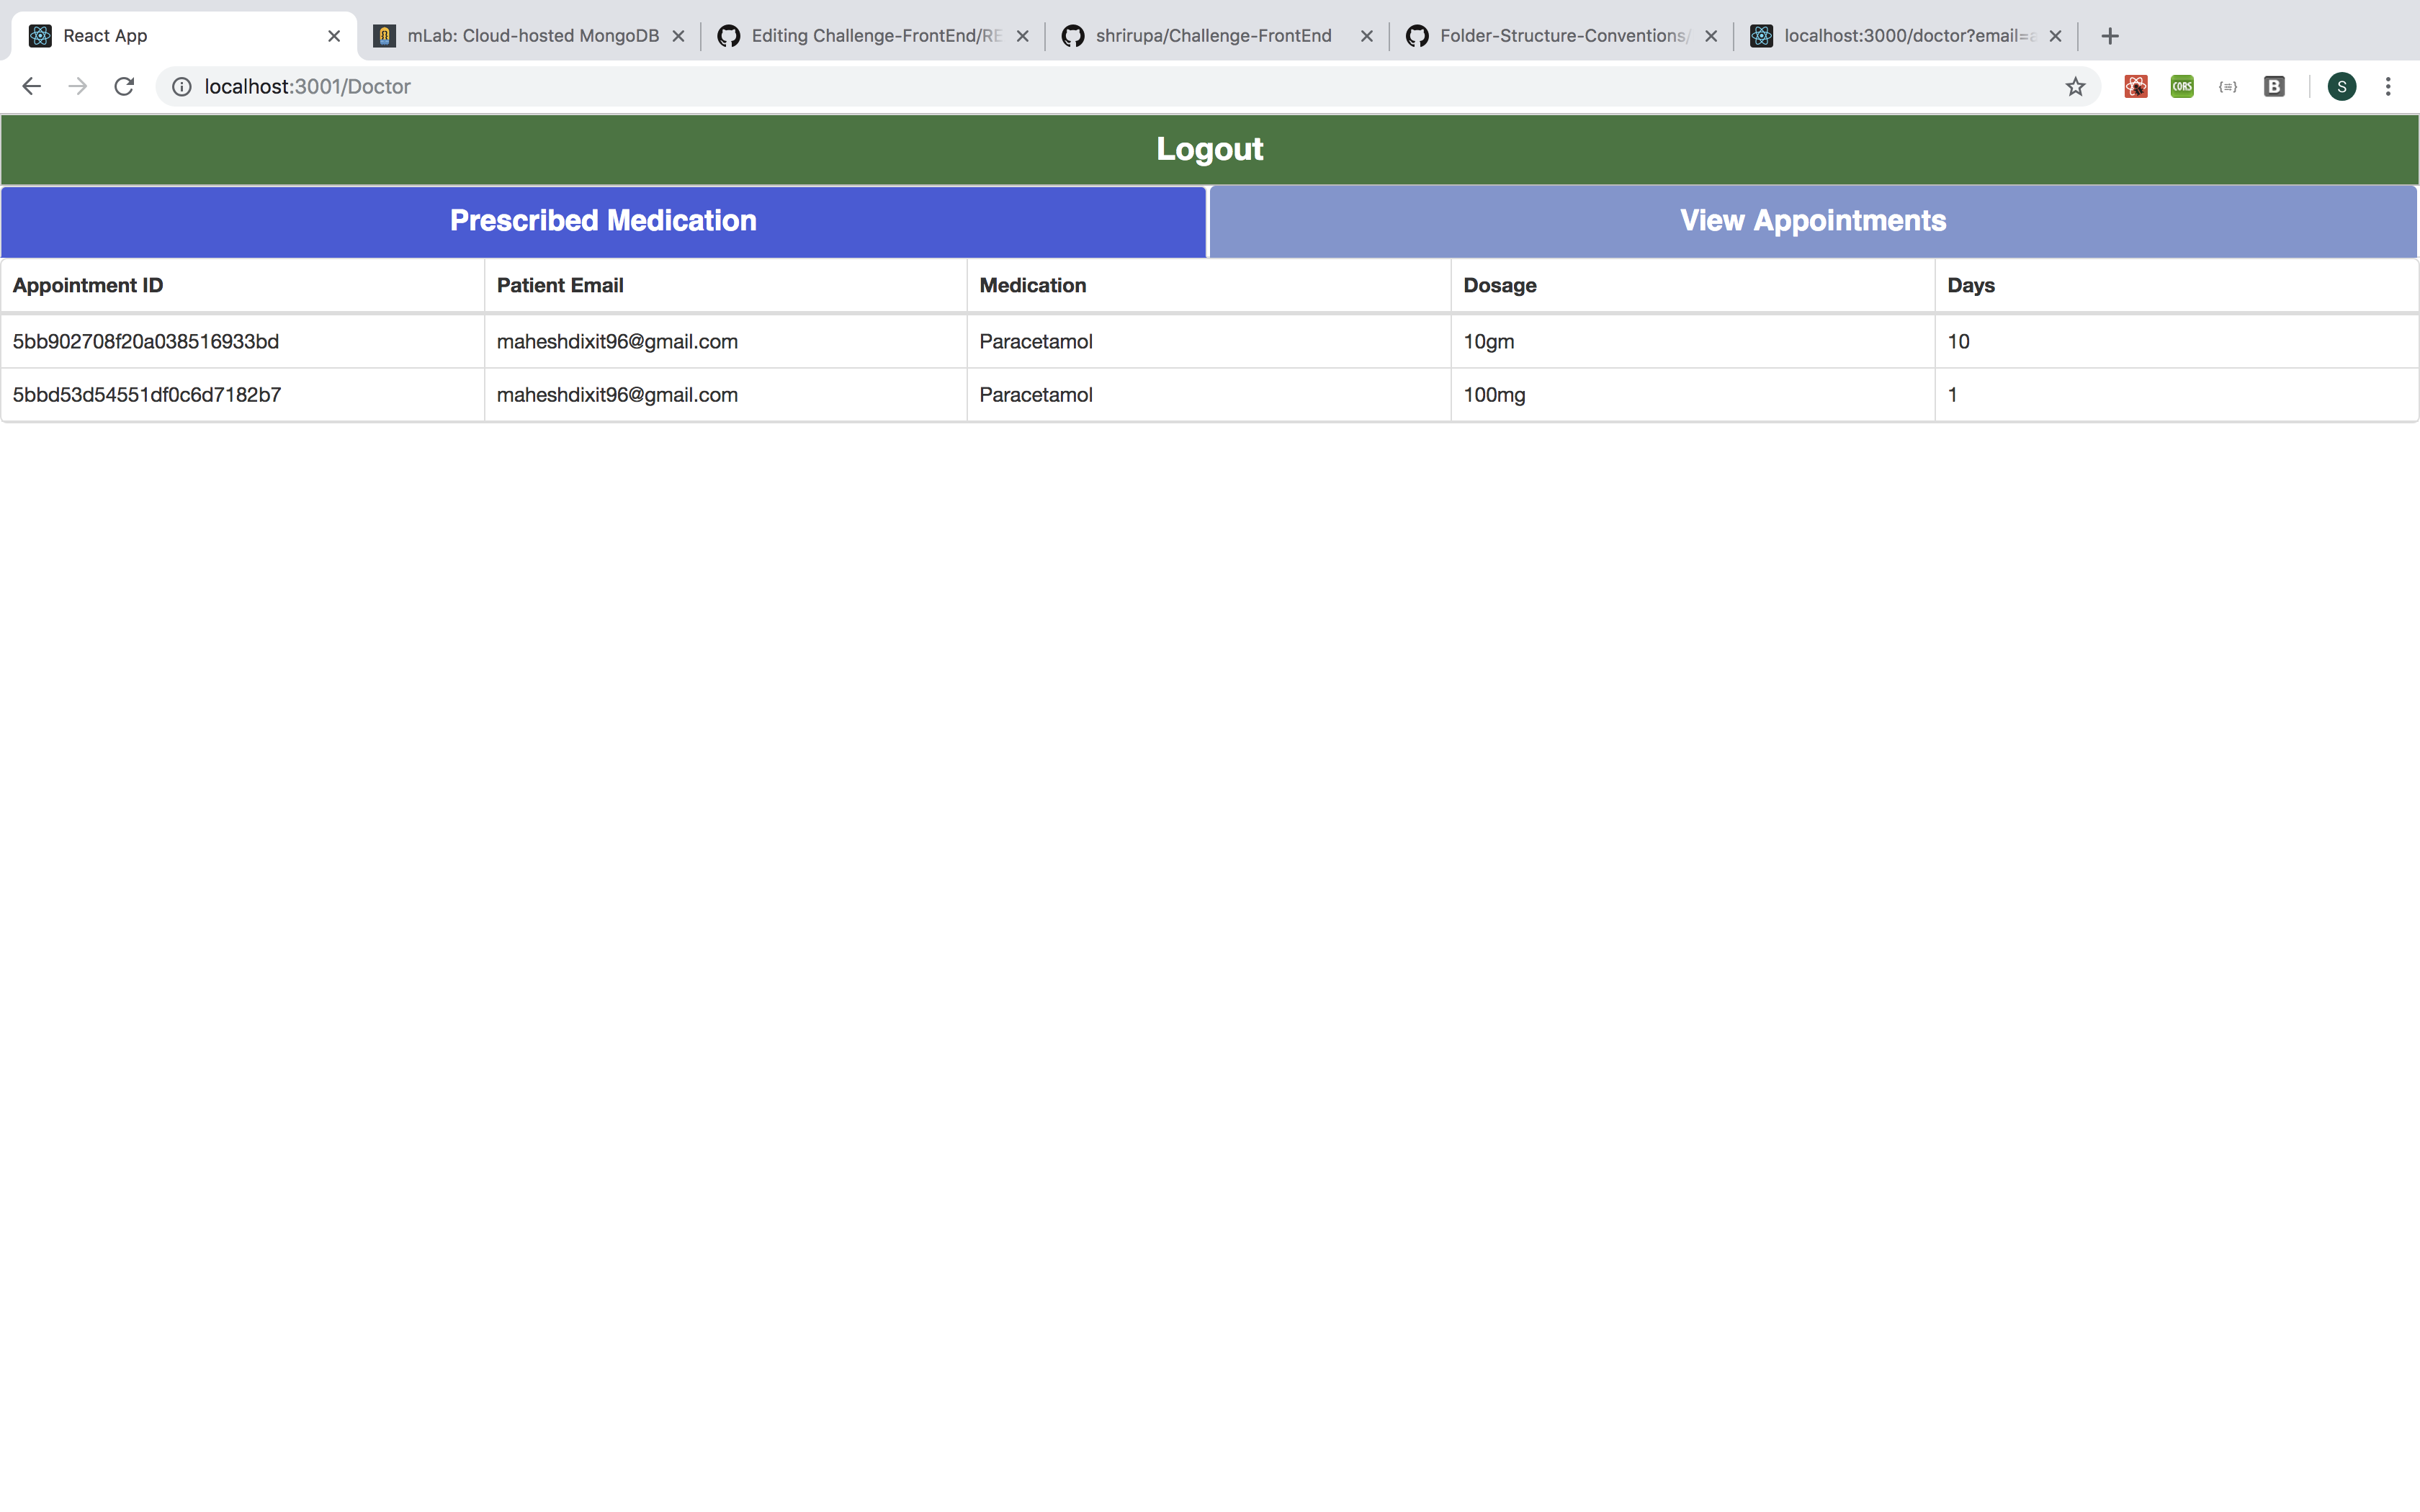 React App
mLab: Cloud-hosted MongoDB
Editing Challenge-FrontEnd/RE
shrirupa/Challenge-FrontEnd
Folder-Structure-Conventions/
localhost:3000/doctor?email=a
localhost:3001/Doctor
CORS
{≡}
B
S
Logout
Prescribed Medication
View Appointments
Appointment ID Patient Email Medication Dosage Days
5bb902708f20a038516933bd maheshdixit96@gmail.com Paracetamol 10gm 10
5bbd53d54551df0c6d7182b7 maheshdixit96@gmail.com Paracetamol 100mg 1